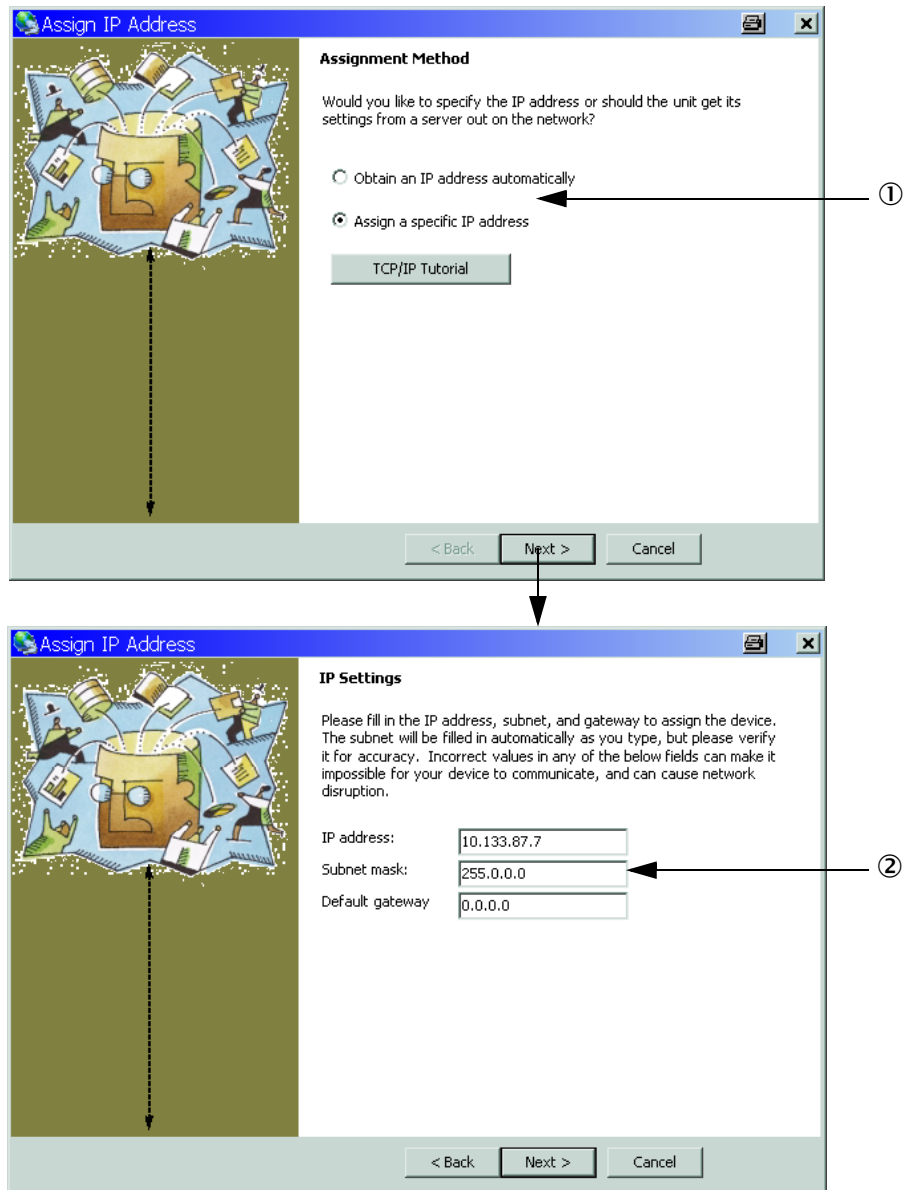 Assign IP Address
Assignment Method
Would you like to specify the IP address or should the unit get its
settings from a server out on the network?
Obtain an IP address automatically
①
Assign a specific IP address
TCP/IP Tutorial
< Back
Next >
Cancel
Assign IP Address
IP Settings
Please fill in the IP address, subnet, and gateway to assign the device.
The subnet will be filled in automatically as you type, but please verify
it for accuracy. Incorrect values in any of the below fields can make it
impossible for your device to communicate, and can cause network
disruption.
IP address: 10.133.87.7
Subnet mask: 255.0.0.0
②
Default gateway 0.0.0.0
< Back
Next >
Cancel